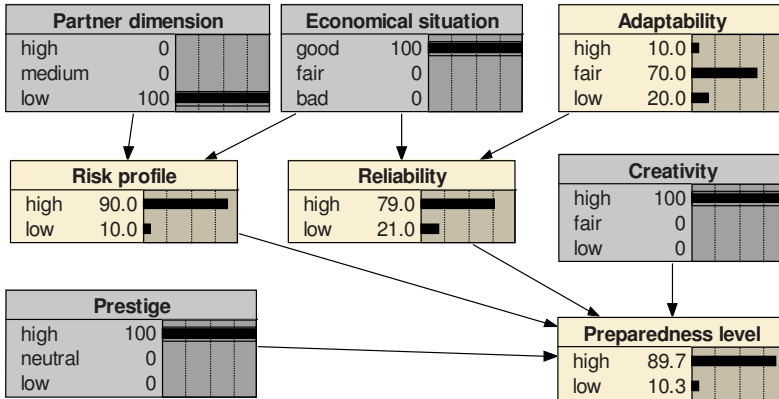 Partner dimension
high 0
medium 0
low 100
Economical situation
good 100
fair 0
bad 0
Adaptability
high 10.0
fair 70.0
low 20.0
Risk profile
high 90.0
low 10.0
Reliability
high 79.0
low 21.0
Creativity
high 100
fair 0
low 0
Prestige
high 100
neutral 0
low 0
Preparedness level
high 89.7
low 10.3